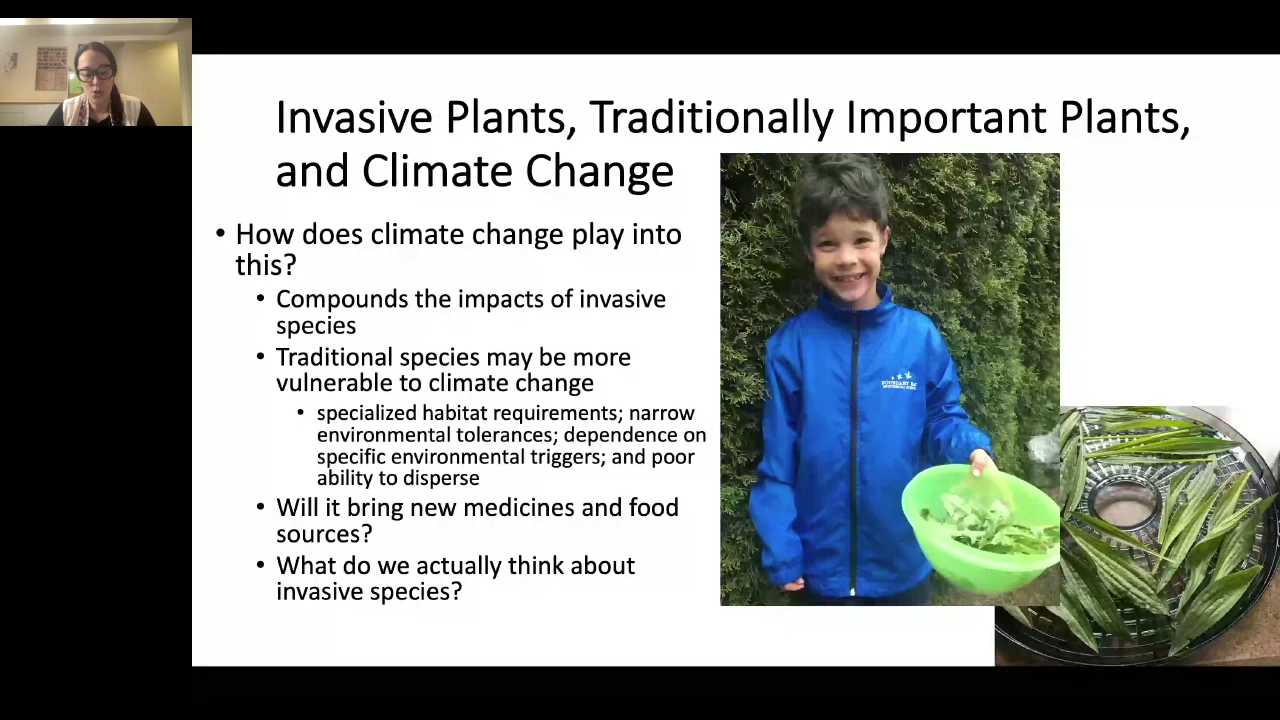 Invasive Plants, Traditionally Important Plants,
and Climate Change
• How does climate change play into
this?
• Compounds the impacts of invasive
species
• Traditional species may be more
vulnerable to climate change
• specialized habitat requirements; narrow
environmental tolerances; dependence on
specific environmental triggers; and poor
ability to disperse
• Will it bring new medicines and food
sources?
• What do we actually think about
invasive species?
BOUNDARY